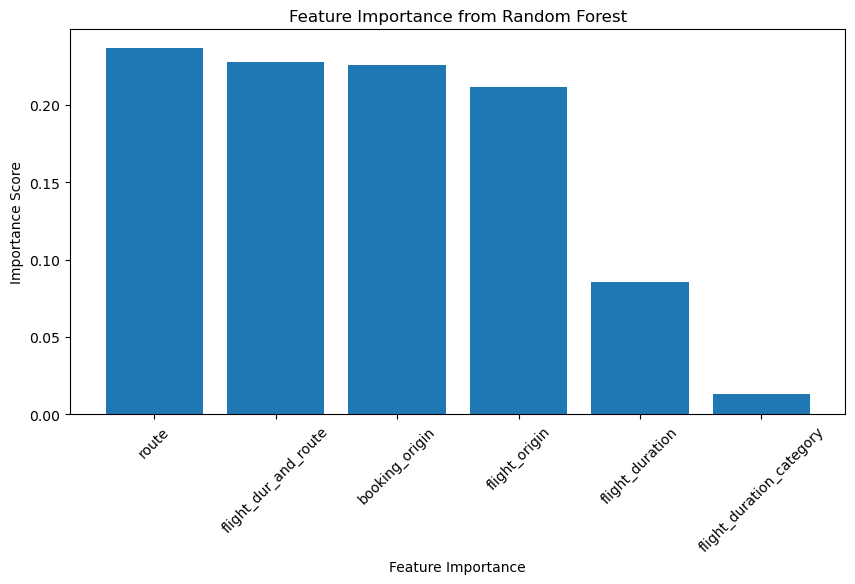 Feature Importance from Random Forest
Importance Score
0.20
0.15
0.10
0.05
0.00
route
flight_dur_and_route
booking_origin
flight_origin
flight_duration
flight_duration_category
Feature Importance